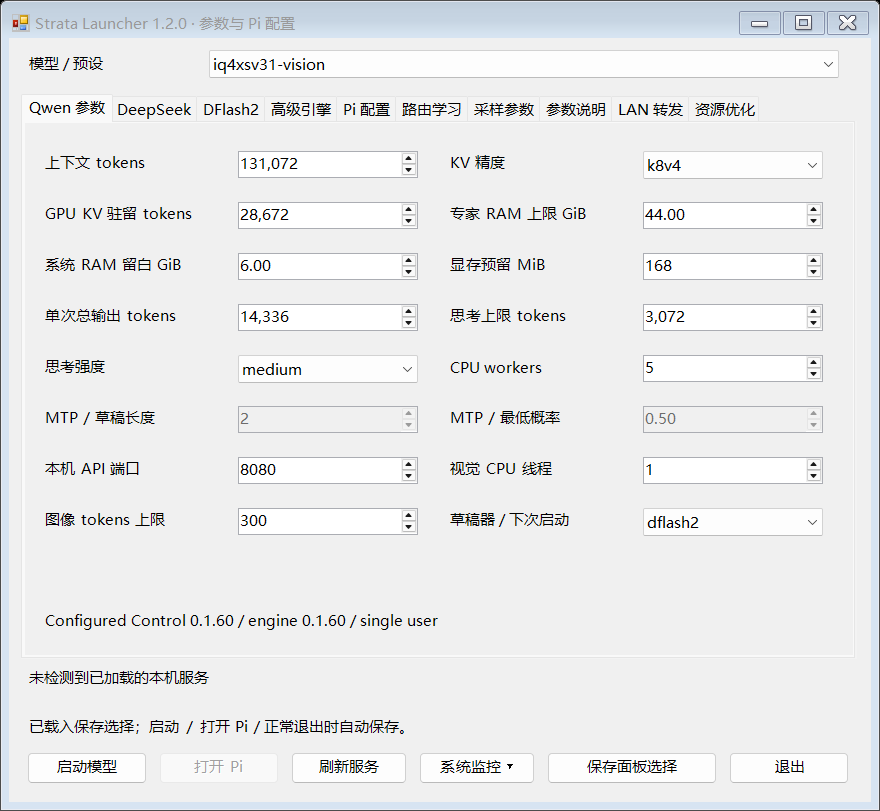 Strata Launcher 1.2.0 · 参数与 Pi 配置
模型 / 预设 iq4xsv31-vision
Qwen 参数 DeepSeek DFlash2 高级引擎 Pi 配置 路由学习 采样参数 参数说明 LAN 转发 资源优化
上下文 tokens 131,072 KV 精度 k8v4
GPU KV 驻留 tokens 28,672 专家 RAM 上限 GiB 44.00
系统 RAM 留白 GiB 6.00 显存预留 MiB 168
单次总输出 tokens 14,336 思考上限 tokens 3,072
思考强度 medium CPU workers 5
MTP / 草稿长度 2 MTP / 最低概率 0.50
本机 API 端口 8080 视觉 CPU 线程 1
图像 tokens 上限 300 草稿器 / 下次启动 dflash2
Configured Control 0.1.60 / engine 0.1.60 / single user
未检测到已加载的本机服务
已载入保存选择；启动 / 打开 Pi / 正常退出时自动保存。
启动模型 打开 Pi 刷新服务 系统监控 保存面板选择 退出